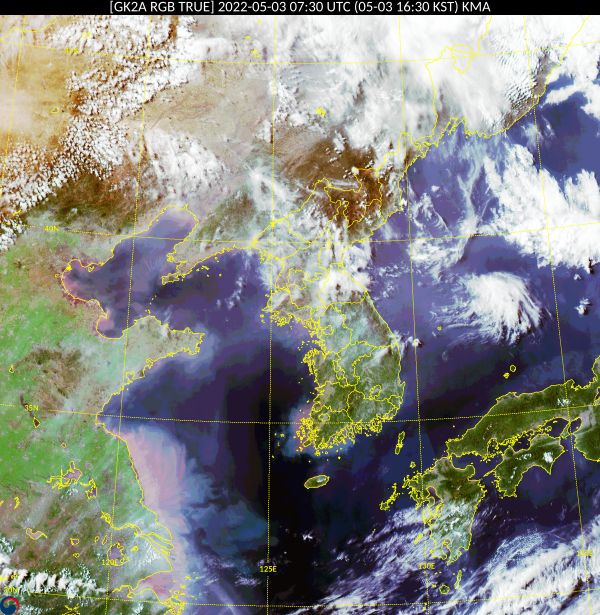 [GK2A RGB TRUE] 2022-05-03 07:30 UTC (05-03 16:30 KST) KMA
40N
35N
120E
125E
130E